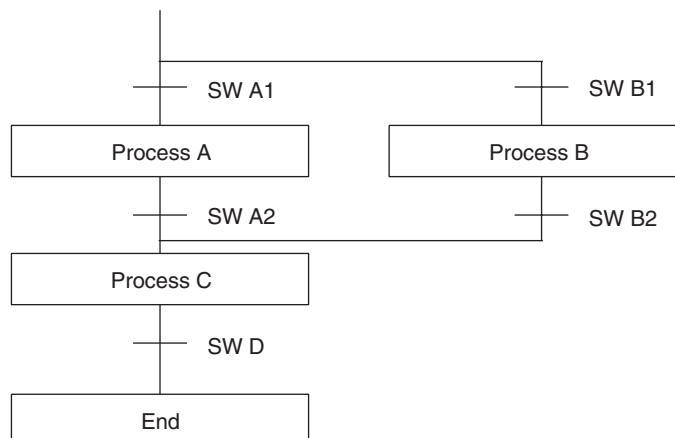 SW A1
SW B1
Process A
Process B
SW A2
SW B2
Process C
SW D
End